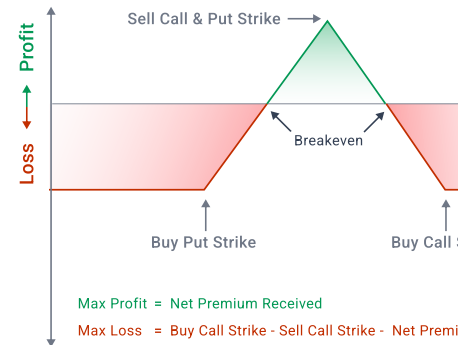 Sell Call & Put Strike
Profit
Loss
Breakeven
Buy Put Strike
Buy Call
Max Profit = Net Premium Received
Max Loss = Buy Call Strike - Sell Call Strike - Net